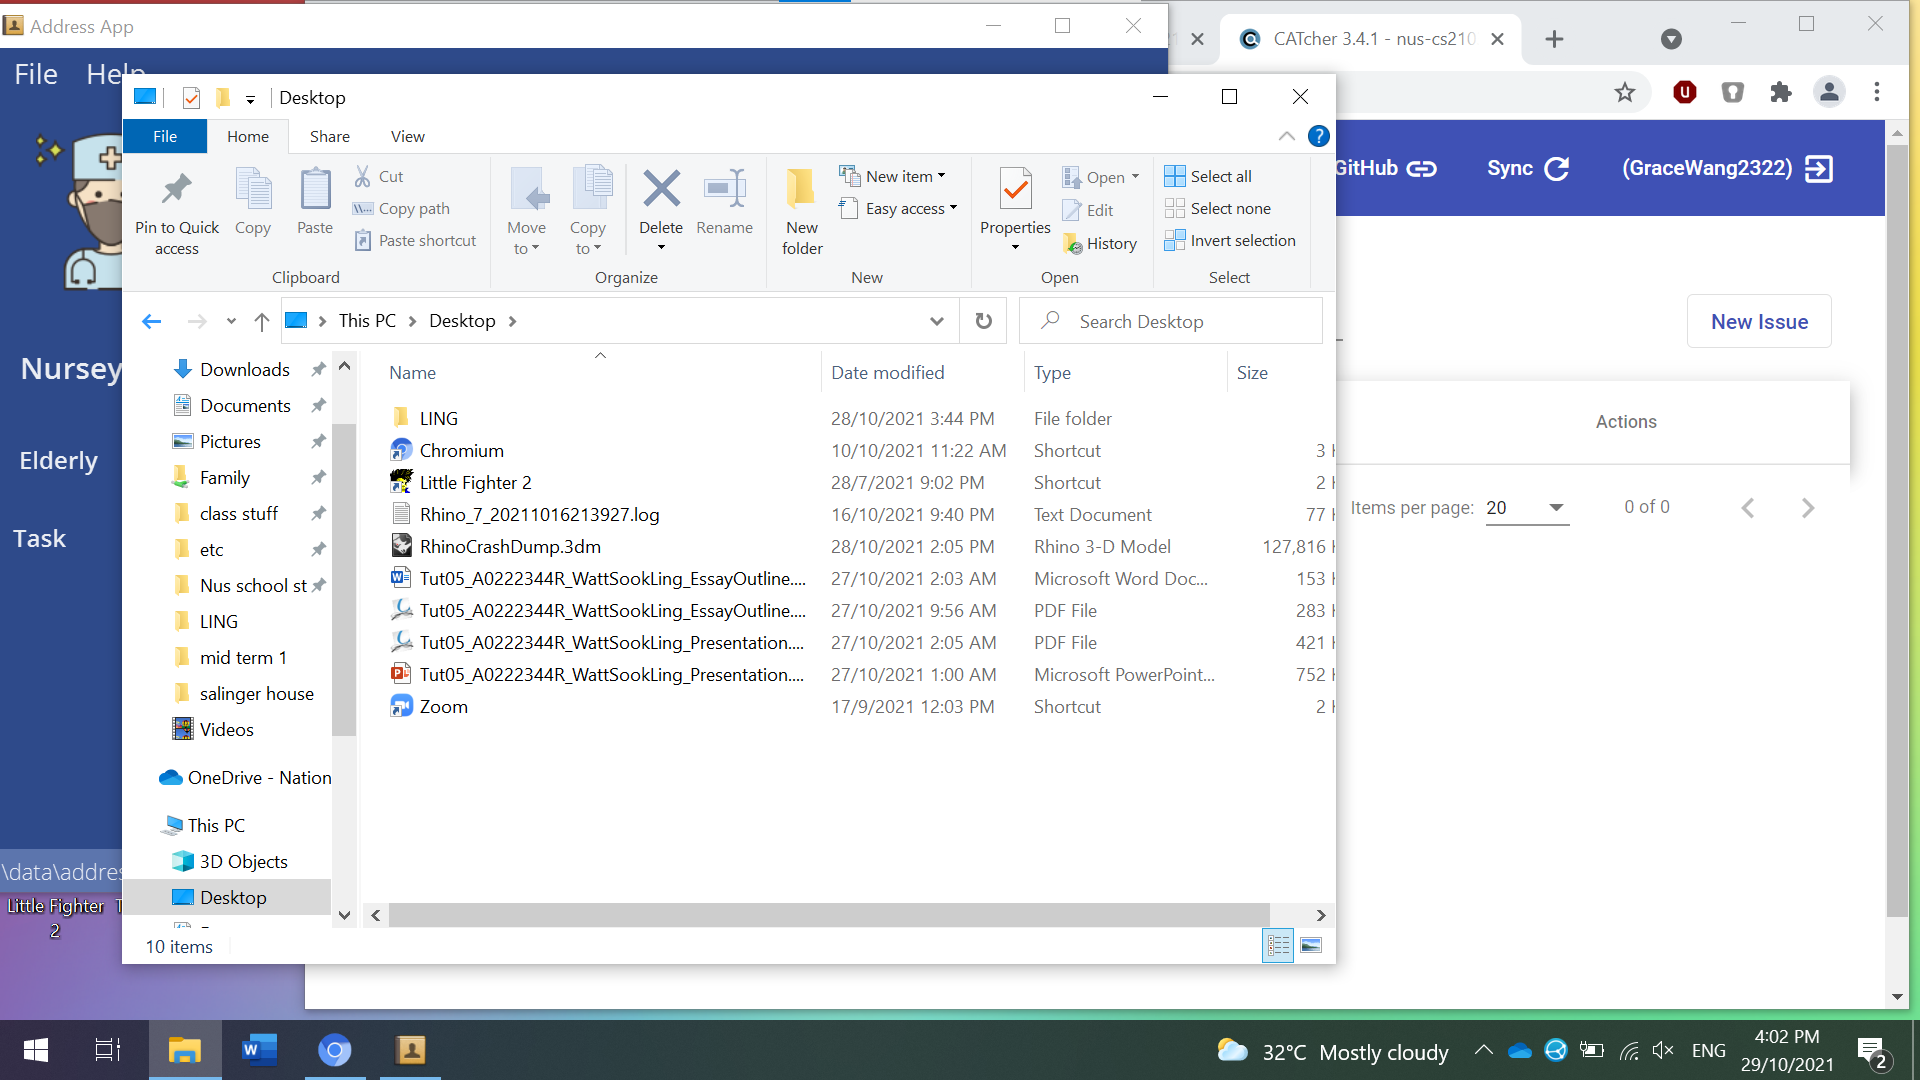 Address App
File Help
Nursey
Elderly
Task
\data\addres
Little Fighter
2
CATcher 3.4.1 - nus-cs210
GitHub
Sync
(GraceWang2322)
New Issue
Actions
Items per page: 20
0 of 0
Desktop
File Home Share View
Pin to Quick access
Copy
Paste
Cut
Copy path
Paste shortcut
Clipboard
Move to
Copy to
Delete
Rename
Organize
New folder
New item
Easy access
New
Properties
Open
Edit
History
Open
Select all
Select none
Invert selection
Select
This PC > Desktop >
Search Desktop
Downloads
Documents
Pictures
Family
class stuff
etc
Nus school st
LING
mid term 1
salinger house
Videos
OneDrive - Nation
This PC
3D Objects
Desktop
Name Date modified Type Size
LING 28/10/2021 3:44 PM File folder
Chromium 10/10/2021 11:22 AM Shortcut 3
Little Fighter 2 28/7/2021 9:02 PM Shortcut 2
Rhino_7_20211016213927.log 16/10/2021 9:40 PM Text Document 77
RhinoCrashDump.3dm 28/10/2021 2:05 PM Rhino 3-D Model 127,816
Tut05_A0222344R_WattSookLing_EssayOutline.... 27/10/2021 2:03 AM Microsoft Word Doc... 153
Tut05_A0222344R_WattSookLing_EssayOutline.... 27/10/2021 9:56 AM PDF File 283
Tut05_A0222344R_WattSookLing_Presentation.... 27/10/2021 2:05 AM PDF File 421
Tut05_A0222344R_WattSookLing_Presentation.... 27/10/2021 1:00 AM Microsoft PowerPoint... 752
Zoom 17/9/2021 12:03 PM Shortcut 2
10 items
32°C Mostly cloudy
ENG
4:02 PM
29/10/2021
2